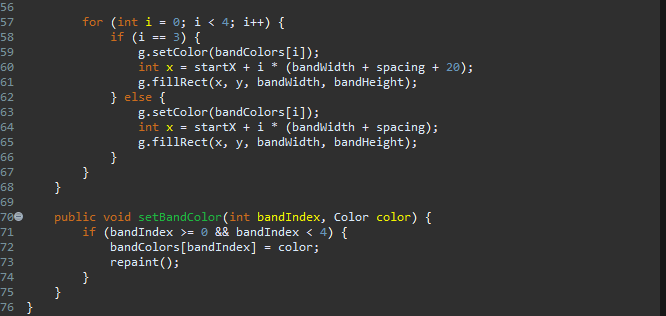 56
57 for (int i = 0; i < 4; i++) {
58 if (i == 3) {
59 g.setColor(bandColors[i]);
60 int x = startX + i * (bandWidth + spacing + 20);
61 g.fillRect(x, y, bandWidth, bandHeight);
62 } else {
63 g.setColor(bandColors[i]);
64 int x = startX + i * (bandWidth + spacing);
65 g.fillRect(x, y, bandWidth, bandHeight);
66 }
67 }
68 }
69
70 public void setBandColor(int bandIndex, Color color) {
71 if (bandIndex >= 0 && bandIndex < 4) {
72 bandColors[bandIndex] = color;
73 repaint();
74 }
75 }
76 }